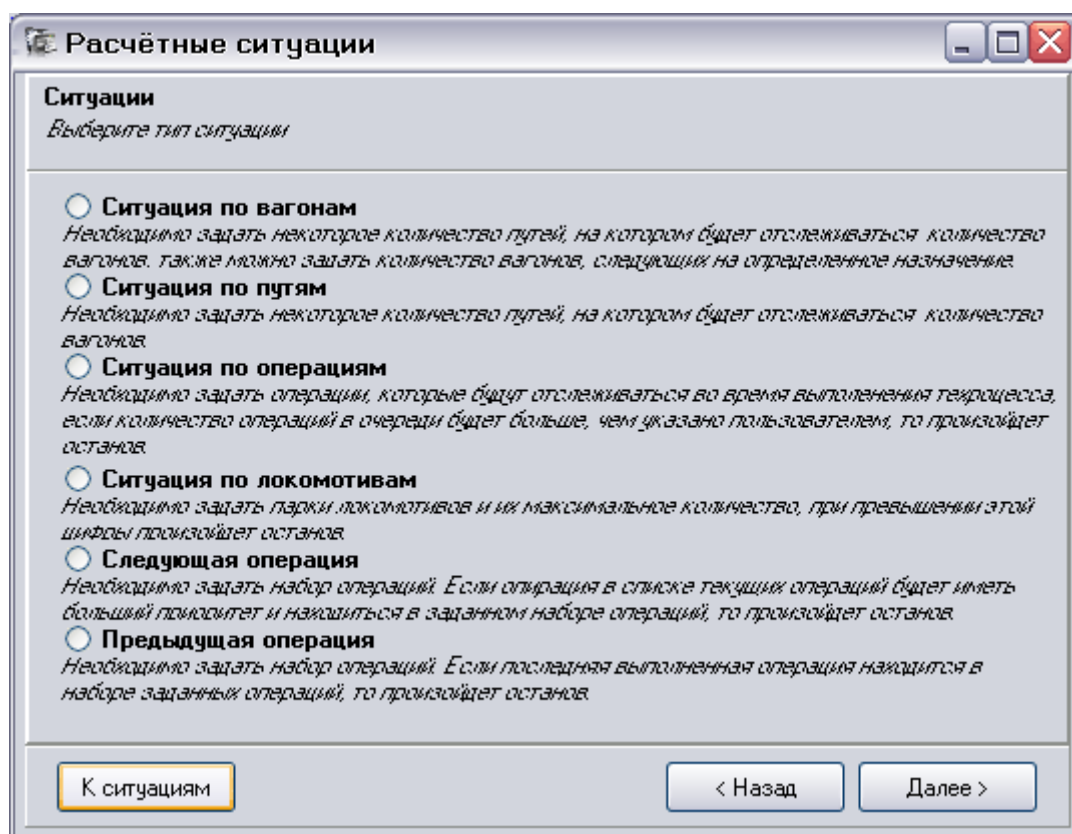 Расчётные ситуации
Ситуации
Выберите тип ситуации
Ситуация по вагонам
Необходимо задать некоторое количество путей, на котором будет отслеживаться количество
вагонов. также можно задать количество вагонов, следующих на определенное назначение.
Ситуация по путям
Необходимо задать некоторое количество путей, на котором будет отслеживаться количество
вагонов.
Ситуация по операциям
Необходимо задать операции, которые будут отслеживаться во время выполенения техроцесса,
если количество операций в очереди будет больше, чем указано пользователем, то произойдет
останов.
Ситуация по локомотивам
Необходимо задать парки локомотивов и их максимальное количество, при превышении этой
цифры произойдет останов.
Следующая операция
Необходимо задать набор операций. Если опирация в списке текущих операций будет иметь
больший приоритет и находиться в заданном наборе операций, то произойдет останов.
Предыдущая операция
Необходимо задать набор операций. Если последняя выполненная операция находится в
наборе заданных операций, то произойдет останов.
К ситуациям
< Назад
Далее >